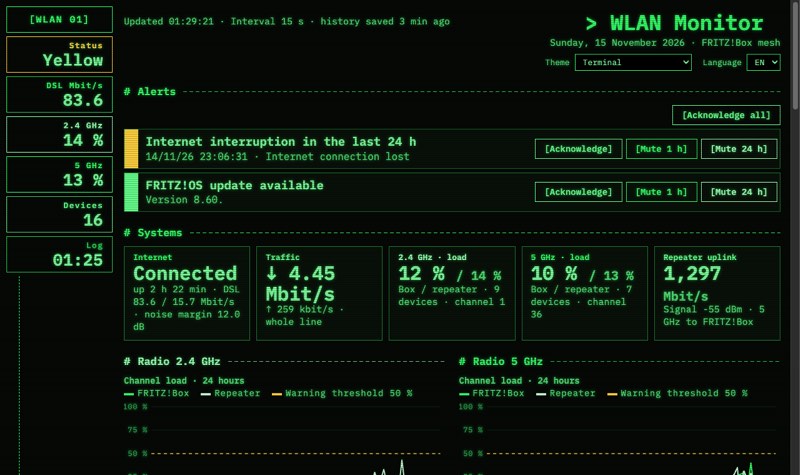 [WLAN 01]
Status
Yellow
DSL Mbit/s
83.6
2.4 GHz
14 %
5 GHz
13 %
Devices
16
Log
01:25
Updated 01:29:21 · Interval 15 s · history saved 3 min ago
> WLAN Monitor
Sunday, 15 November 2026 · FRITZ!Box mesh
Theme Terminal Language EN
# Alerts
[Acknowledge all]
Internet interruption in the last 24 h
14/11/26 23:06:31 · Internet connection lost
[Acknowledge] [Mute 1 h] [Mute 24 h]
FRITZ!OS update available
Version 8.60.
[Acknowledge] [Mute 1 h] [Mute 24 h]
# Systems
Internet
Connected
up 2 h 22 min · DSL
83.6 / 15.7 Mbit/s
· noise margin 12.0
dB
Traffic
↓ 4.45
Mbit/s
↑ 259 kbit/s ·
whole line
2.4 GHz · load
12 % / 14 %
Box / repeater · 9
devices · channel 1
5 GHz · load
10 % / 13 %
Box / repeater · 7
devices · channel
36
Repeater uplink
1,297
Mbit/s
Signal -55 dBm · 5
GHz to FRITZ!Box
# Radio 2.4 GHz
Channel load · 24 hours
FRITZ!Box Repeater Warning threshold 50 %
100 %
75 %
50 %
# Radio 5 GHz
Channel load · 24 hours
FRITZ!Box Repeater Warning threshold 50 %
100 %
75 %
50 %